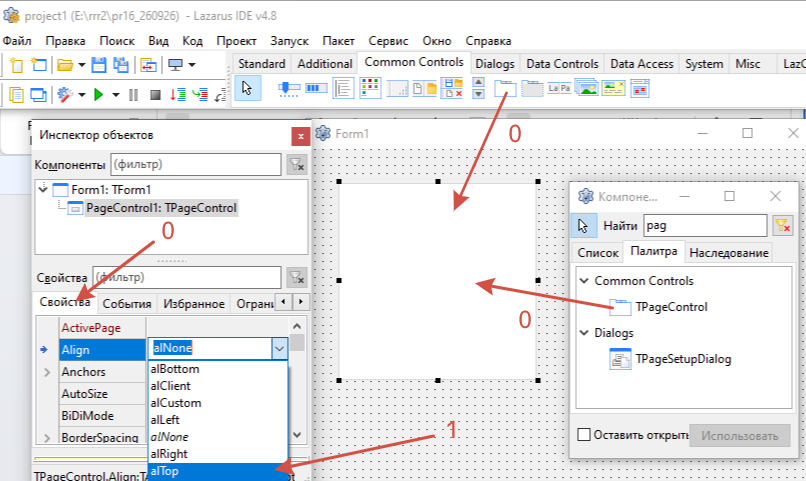 project1 (E:\rrr2\pr16_260926) - Lazarus IDE v4.8
Файл Правка Поиск Вид Код Проект Запуск Пакет Сервис Окно Справка
Standard Additional Common Controls Dialogs Data Controls Data Access System Misc LazC
Инспектор объектов
Form1
0
Компоненты (фильтр)
Form1: TForm1
PageControl1: TPageControl
0
Компоне...
Найти pag
Список Палитра Наследование
Common Controls
TPageControl
Dialogs
TPageSetupDialog
Оставить открыть Использовать
0
Свойства (фильтр)
Свойства События Избранное Ограни
ActivePage
Align alNone
Anchors
AutoSize
BiDiMode
BorderSpacing
alBottom
alClient
alCustom
alLeft
alNone
alRight
alTop
1
TPageControl.Align:T